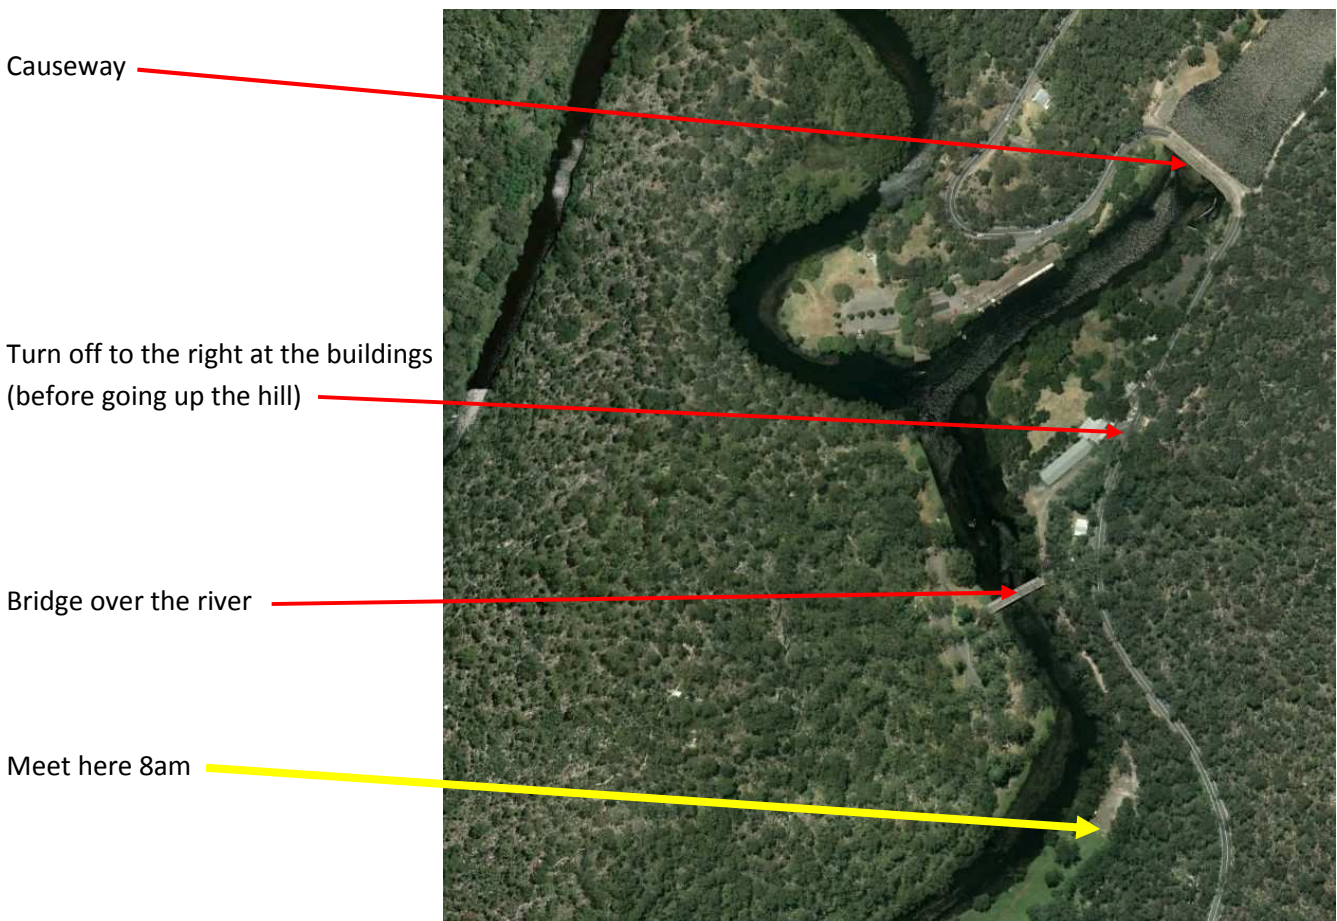 Causeway
Turn off to the right at the buildings
(before going up the hill)
Bridge over the river
Meet here 8am